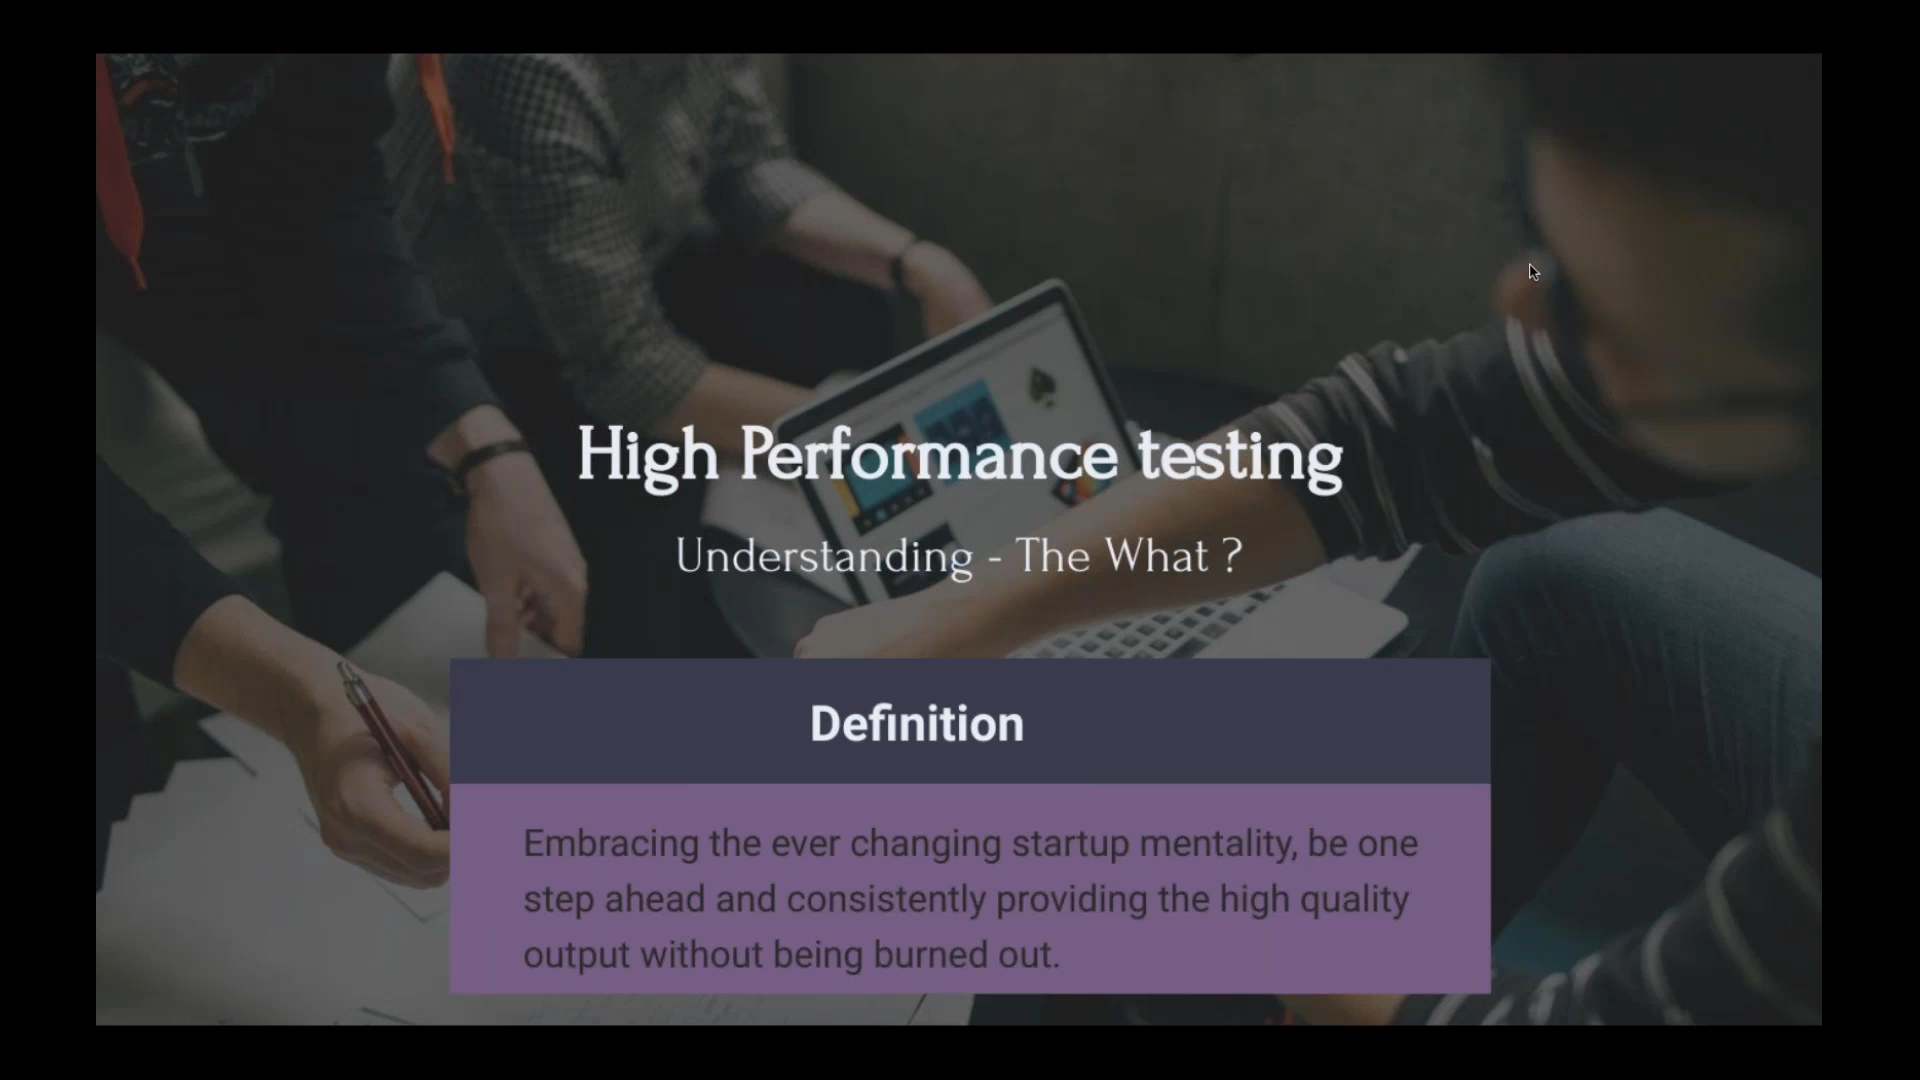 High Performance testing
Understanding - The What ?
Definition
Embracing the ever changing startup mentality, be one
step ahead and consistently providing the high quality
output without being burned out.